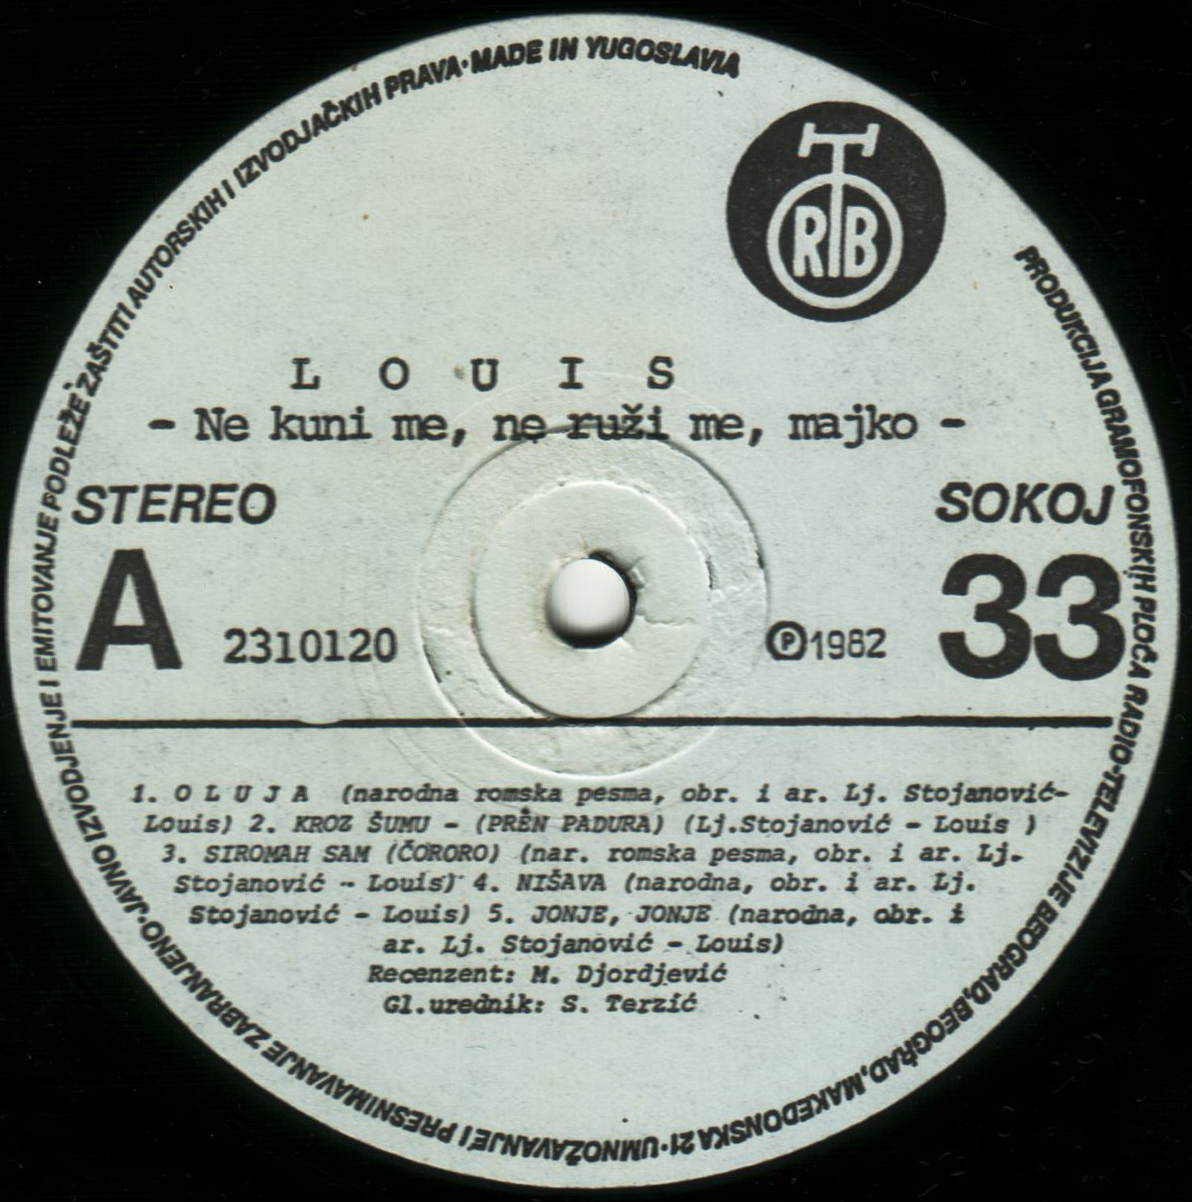 PRODUKCIJA GRAMOFONSKIH PLOČA RADIO-TELEVIZIJE BEOGRAD, BEOGRAD, MAKEDONSKA 21·UMNOŽAVANJE I PRESNIMAVANJE ZABRANJENO·JAVNO IZVODJENJE I EMITOVANJE PODLEŽE ZAŠTITI AUTORSKIH I IZVODJAČKIH PRAVA·MADE IN YUGOSLAVIA
RTB
L O U I S
- Ne kuni me, ne ruži me, majko -
STEREO SOKOJ
A 2310120 ℗1982 33
1. O L U J A (narodna romska pesma, obr. i ar. Lj. Stojanović-
Louis) 2. KROZ ŠUMU - (PRÊN PADURA) (Lj.Stojanović - Louis )
3. SIROMAH SAM (ČORORO) (nar. romska pesma, obr. i ar. Lj.
Stojanović - Louis) 4. NIŠAVA (narodna, obr. i ar. Lj.
Stojanović - Louis) 5. JONJE, JONJE (narodna, obr. i
ar. Lj. Stojanović - Louis)
Recenzent: M. Djordjević
Gl.urednik: S. Terzić